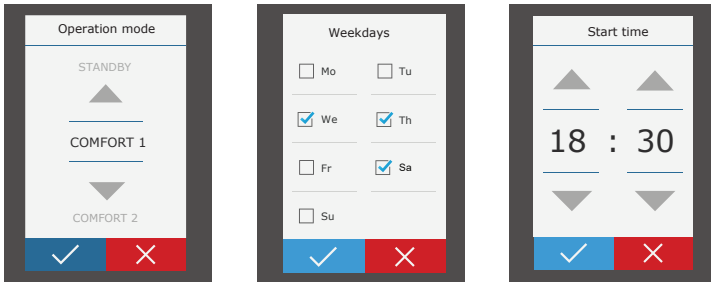 Operation mode
STANDBY
COMFORT 1
COMFORT 2
Weekdays
Mo Tu
We Th
Fr Sa
Su
Start time
18 : 30